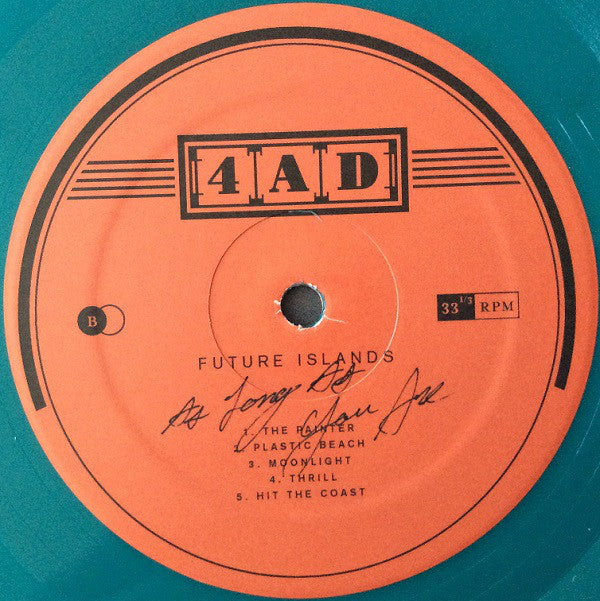 4AD
B
33 1/3 RPM
FUTURE ISLANDS
As Long As
You Are
1. THE PAINTER
2. PLASTIC BEACH
3. MOONLIGHT
4. THRILL
5. HIT THE COAST